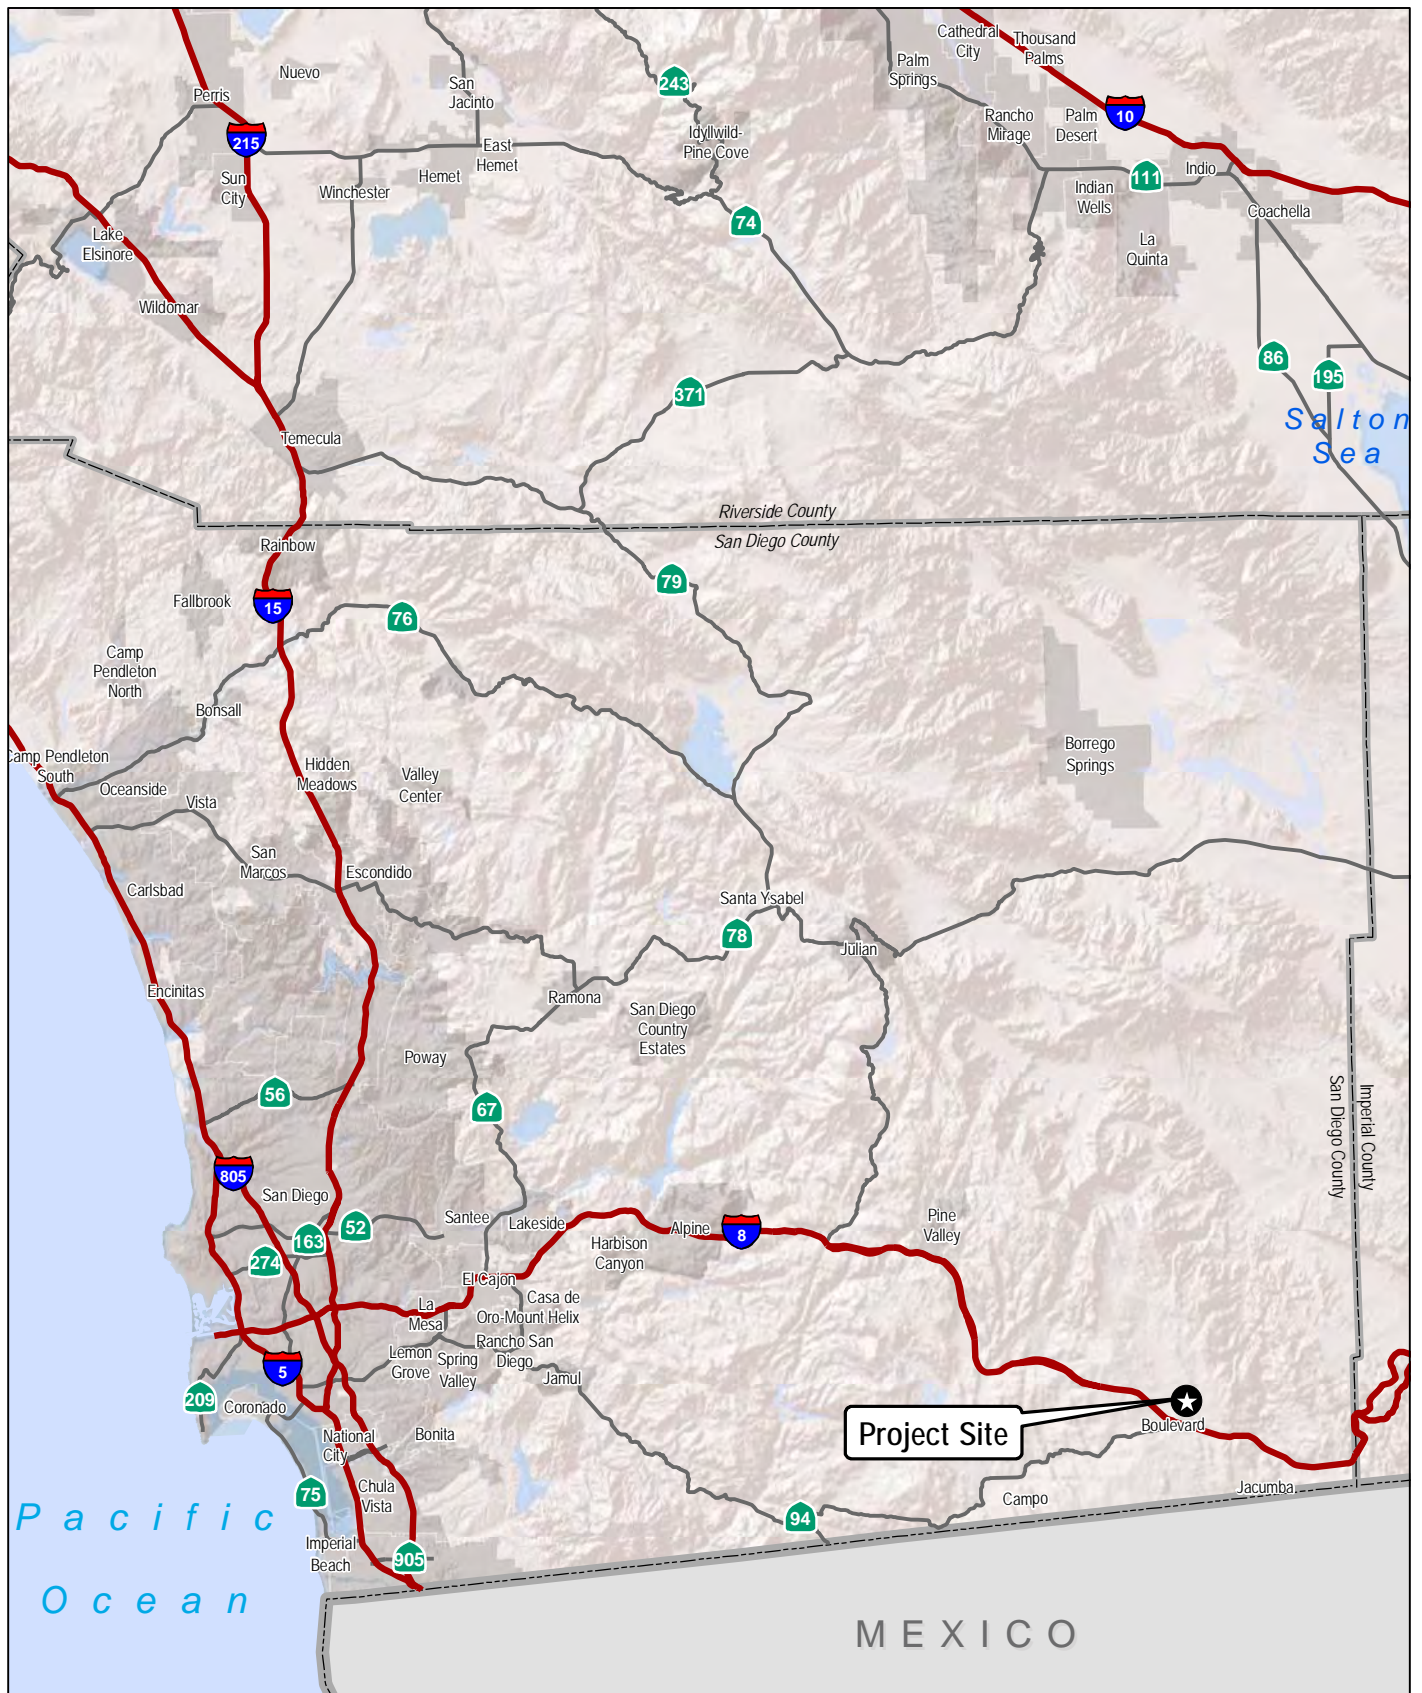 Cathedral
City
Thousand
Palms
Palm
Springs
Nuevo
San
Jacinto
243
Perris
10
Rancho
Mirage
Palm
Desert
215
Idyllwild-
Pine Cove
East
Hemet
Hemet
Winchester
Sun
City
111
Indio
Indian
Wells
Coachella
74
Lake
Elsinore
La
Quinta
Wildomar
86
195
371
Salton
Sea
Temecula
Riverside County
San Diego County
Rainbow
79
Fallbrook
15
76
Camp
Pendleton
North
Bonsall
Borrego
Springs
Camp Pendleton
South
Hidden
Meadows
Valley
Center
Oceanside
Vista
San
Marcos
Escondido
Carlsbad
Santa Ysabel
78
Julian
Encinitas
Ramona
San Diego
Country
Estates
Poway
56
67
San Diego County
Imperial County
805
San Diego
Santee
Lakeside
Alpine
8
Pine
Valley
52
163
274
Harbison
Canyon
El Cajon
Casa de
Oro-Mount Helix
La
Mesa
Rancho San
Diego
Lemon
Grove
Spring
Valley
5
Jamul
209
Coronado
Project Site
Boulevard
National
City
Bonita
Chula
Vista
75
Campo
Jacumba
94
Pacific
Ocean
Imperial
Beach
905
MEXICO